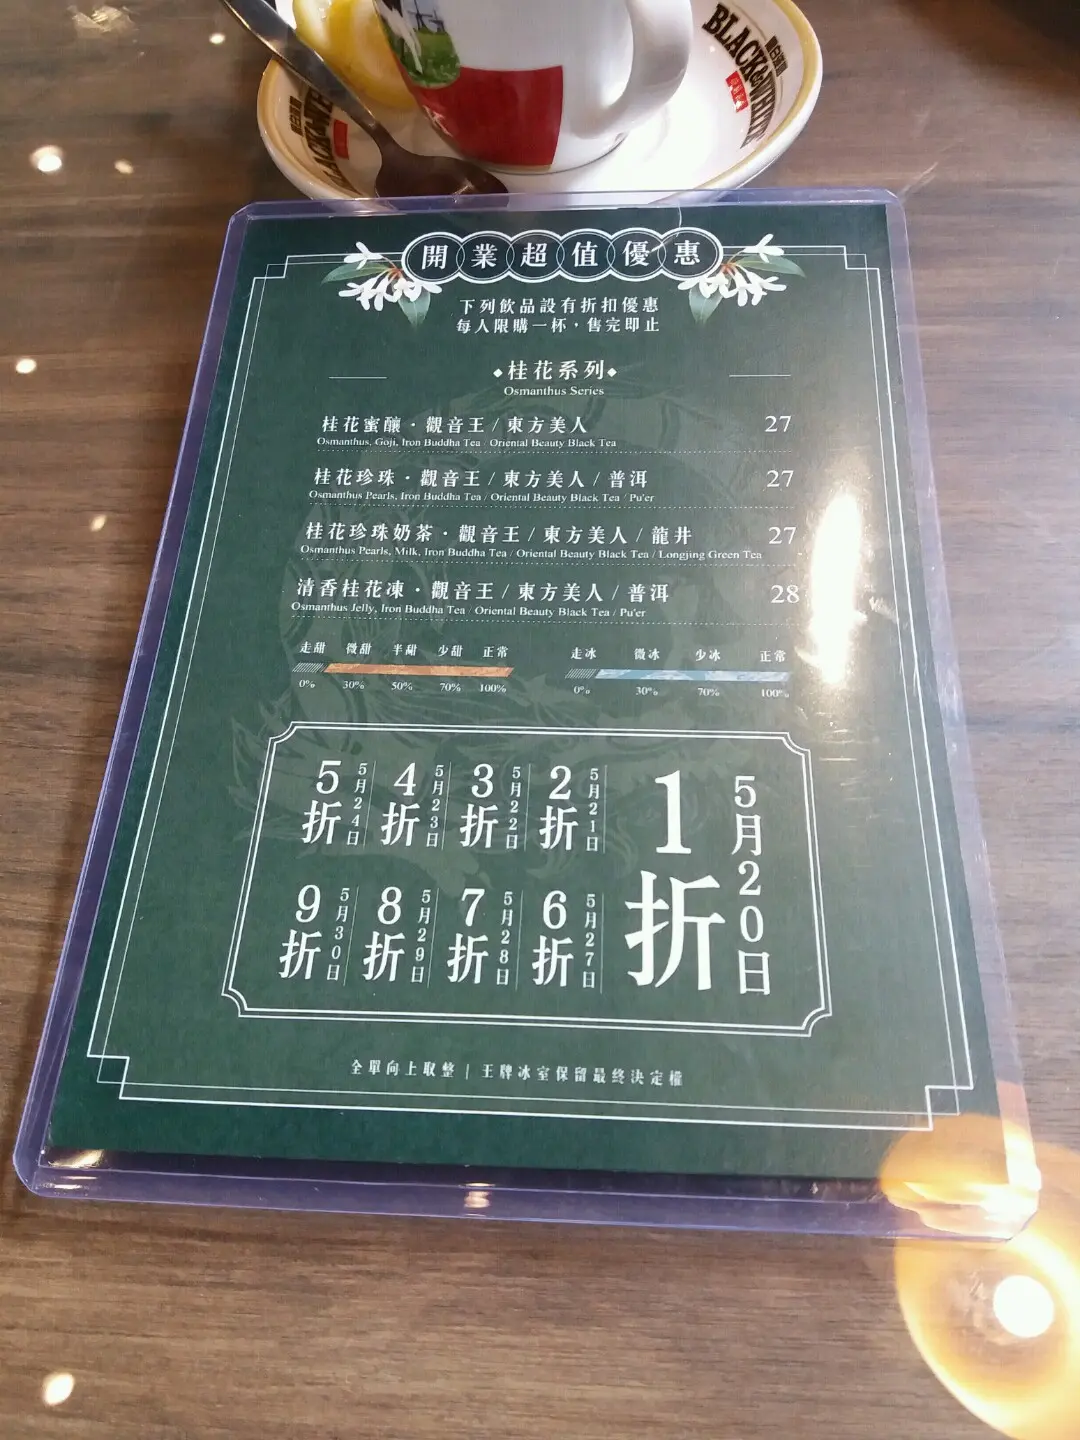 BLACK&WHITE
開業超值優惠
下列飲品設有折扣優惠
每人限購一杯，售完即止
桂花系列
Osmanthus Series
桂花蜜釀·觀音王/東方美人 27
Osmanthus, Goji, Iron Buddha Tea / Oriental Beauty Black Tea
桂花珍珠·觀音王/東方美人/普洱 27
Osmanthus Pearls, Iron Buddha Tea / Oriental Beauty Black Tea / Pu'er
桂花珍珠奶茶·觀音王/東方美人/龍井 27
Osmanthus Pearls, Milk, Iron Buddha Tea / Oriental Beauty Black Tea / Longjing Green Tea
清香桂花凍·觀音王/東方美人/普洱 28
Osmanthus Jelly, Iron Buddha Tea / Oriental Beauty Black Tea / Pu'er
走甜 微甜 半甜 少甜 正常 走冰 微冰 少冰 正常
0% 30% 50% 70% 100% 0% 30% 70% 100%
5月20日
1折
5月21日
2折
5月22日
3折
5月23日
4折
5月24日
5折
5月27日
6折
5月28日
7折
5月29日
8折
5月30日
9折
全單向上取整 | 王牌冰室保留最終決定權